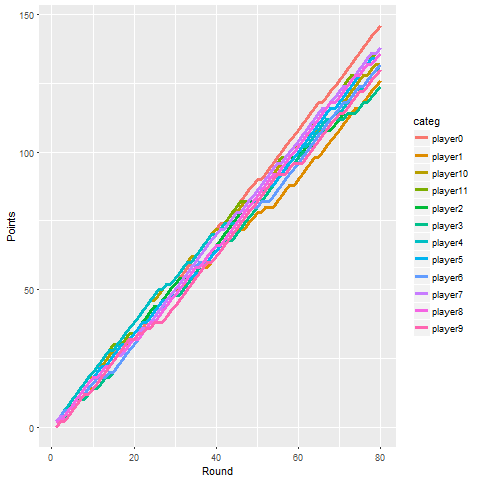 150
100
50
0
Points
0
20
40
60
80
Round
categ
player0
player1
player10
player11
player2
player3
player4
player5
player6
player7
player8
player9